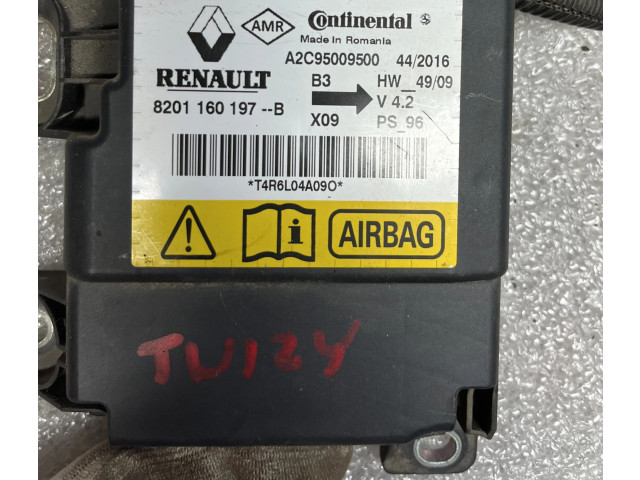 AMR Continental
Made in Romania
A2C95009500 44/2016
RENAULT B3 HW_49/09
8201 160 197 --B V 4.2
X09 PS_96
*T4R6L04A09O*
i AIRBAG
TWIZY